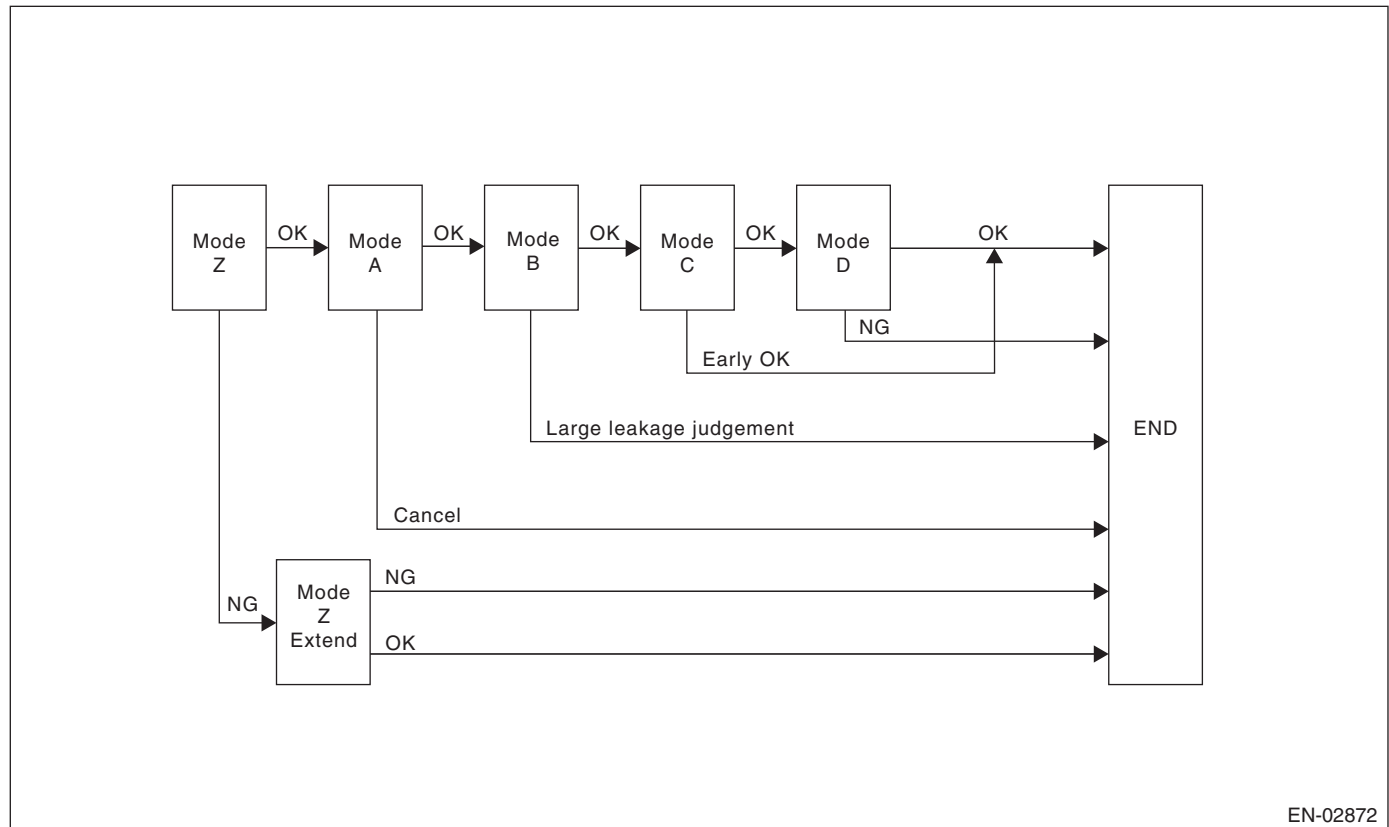 Mode
Z
OK
Mode
A
OK
Mode
B
OK
Mode
C
OK
Mode
D
OK
NG
Early OK
Large leakage judgement
END
Cancel
NG
Mode
Z
Extend
NG
OK
EN-02872